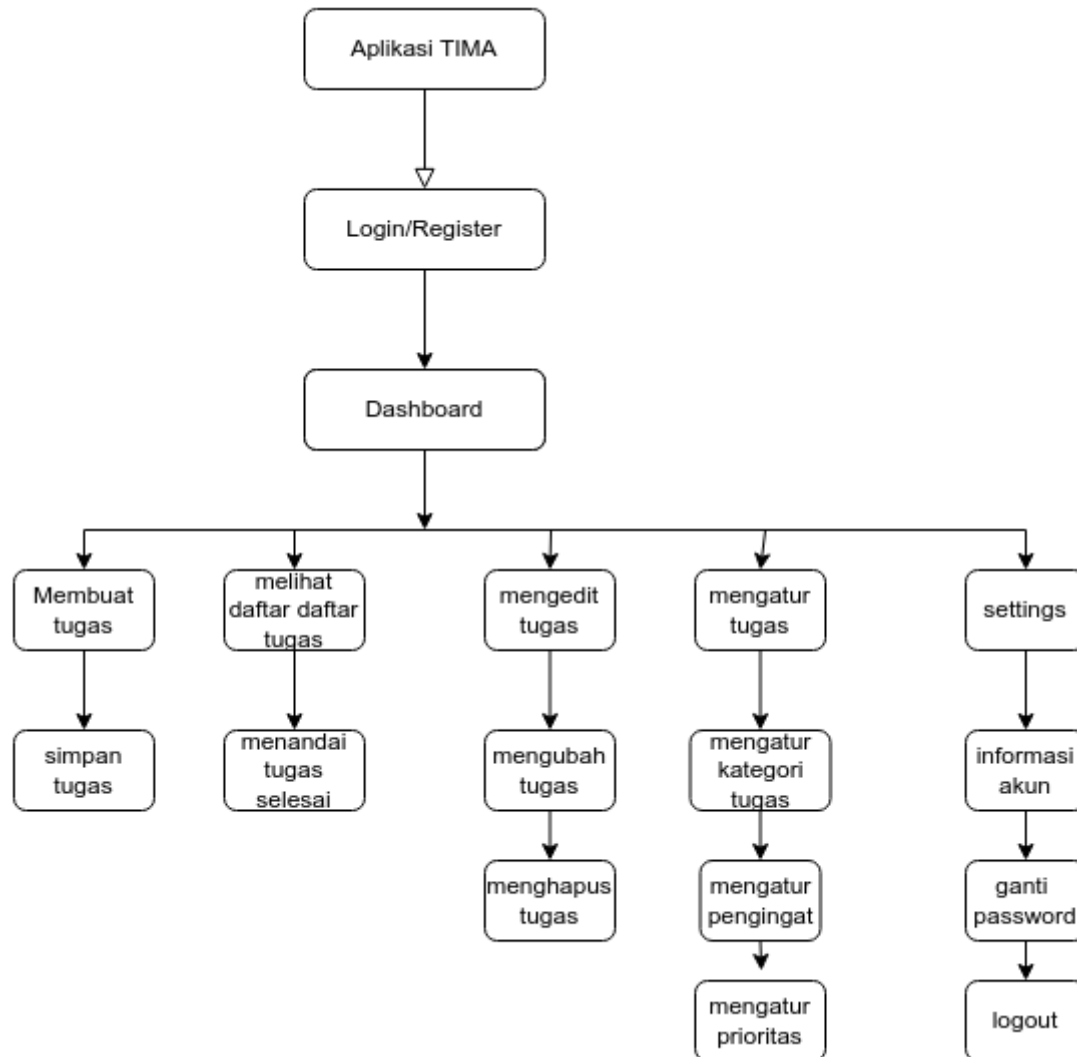 Aplikasi TIMA
Login/Register
Dashboard
Membuat
tugas
melihat
daftar daftar
tugas
mengedit
tugas
mengatur
tugas
settings
simpan
tugas
menandai
tugas
selesai
mengubah
tugas
mengatur
kategori
tugas
informasi
akun
menghapus
tugas
mengatur
pengingat
ganti
password
mengatur
prioritas
logout